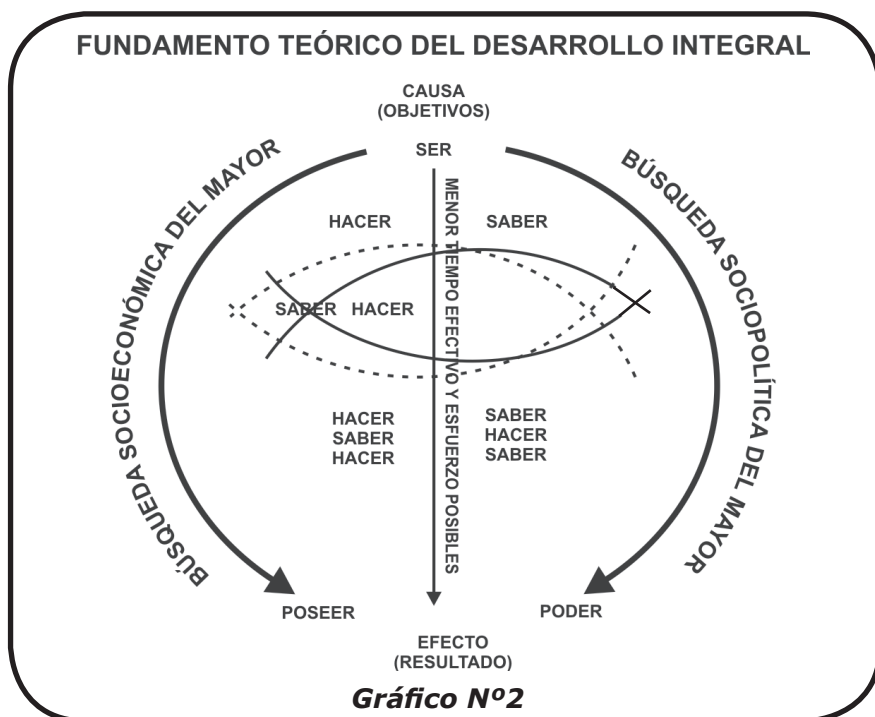 FUNDAMENTO TEÓRICO DEL DESARROLLO INTEGRAL
CAUSA
(OBJETIVOS)
SER
BÚSQUEDA SOCIOECONÓMICA DEL MAYOR
BÚSQUEDA SOCIOPOLÍTICA DEL MAYOR
MENOR TIEMPO EFECTIVO Y ESFUERZO POSIBLES
HACER
SABER
SABER HACER
HACER
SABER
HACER
SABER
HACER
SABER
POSEER
PODER
EFECTO
(RESULTADO)
Gráfico Nº2